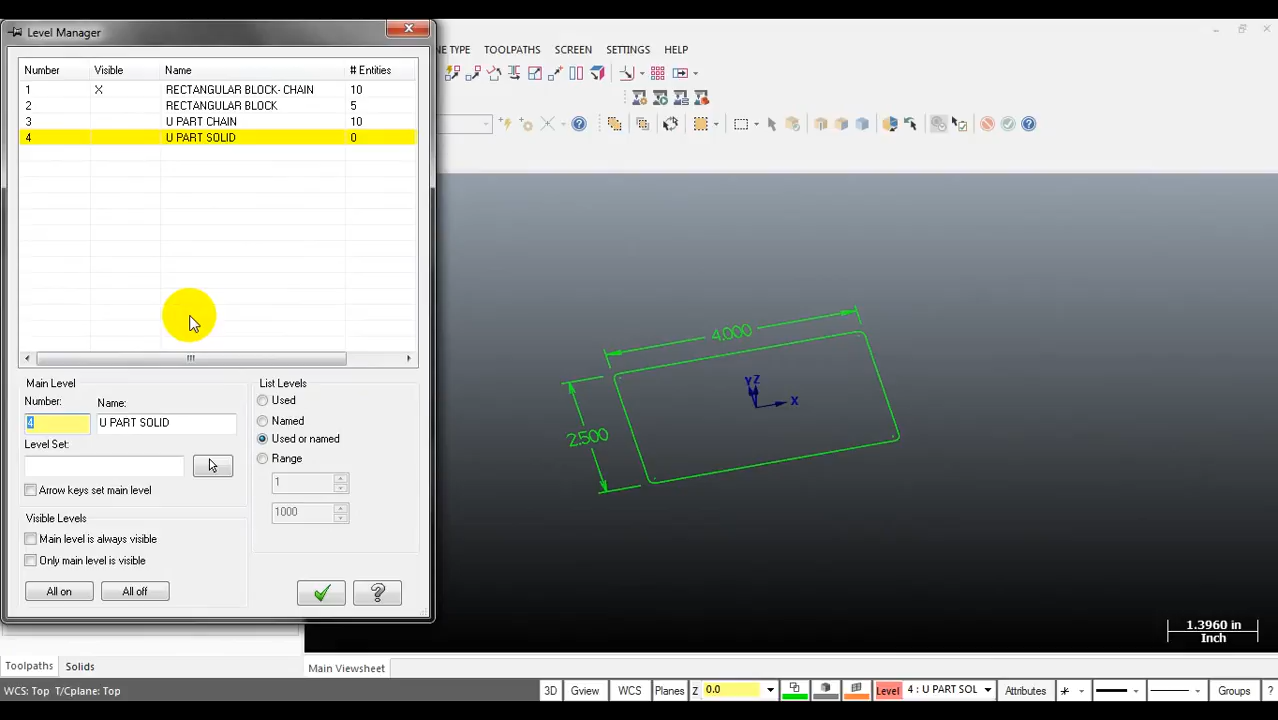 Level Manager
NE TYPE TOOLPATHS SCREEN SETTINGS HELP
Number Visible Name # Entities
1 X RECTANGULAR BLOCK- CHAIN 10
2 RECTANGULAR BLOCK 5
3 U PART CHAIN 10
4 U PART SOLID 0
4.000
2.500
YZ
X
Main Level
Number: Name:
4 U PART SOLID
Level Set:
Arrow keys set main level
Visible Levels
Main level is always visible
Only main level is visible
All on All off
List Levels
Used
Named
Used or named
Range
1
1000
1.3960 in
Inch
Toolpaths Solids
Main Viewsheet
WCS: Top T/Cplane: Top
3D Gview WCS Planes Z 0.0 Level 4 : U PART SOL Attributes Groups ?